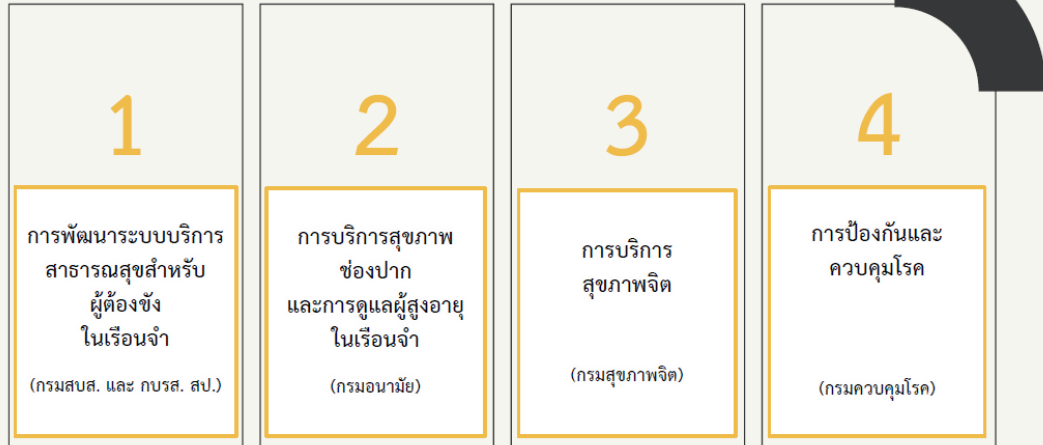 1
การพัฒนาระบบบริการ
สาธารณสุขสำหรับ
ผู้ต้องขัง
ในเรือนจำ
(กรมสบส. และ กบรส. สป.)
2
การบริการสุขภาพ
ช่องปาก
และการดูแลผู้สูงอายุ
ในเรือนจำ
(กรมอนามัย)
3
การบริการ
สุขภาพจิต
(กรมสุขภาพจิต)
4
การป้องกันและ
ควบคุมโรค
(กรมควบคุมโรค)